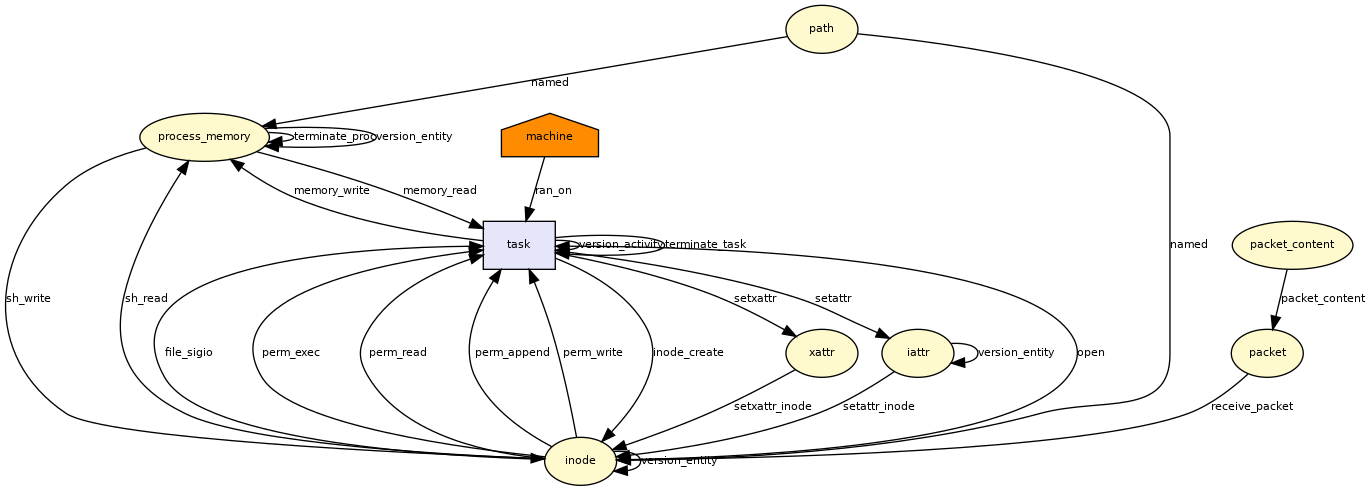 path
named
process_memory
terminate_proc
version_entity
machine
memory_write
memory_read
ran_on
task
version_activity
terminate_task
named
packet_content
sh_write
sh_read
setxattr
setattr
packet_content
file_sigio
perm_exec
perm_read
perm_append
perm_write
inode_create
xattr
iattr
version_entity
open
packet
setxattr_inode
setattr_inode
receive_packet
inode
version_entity